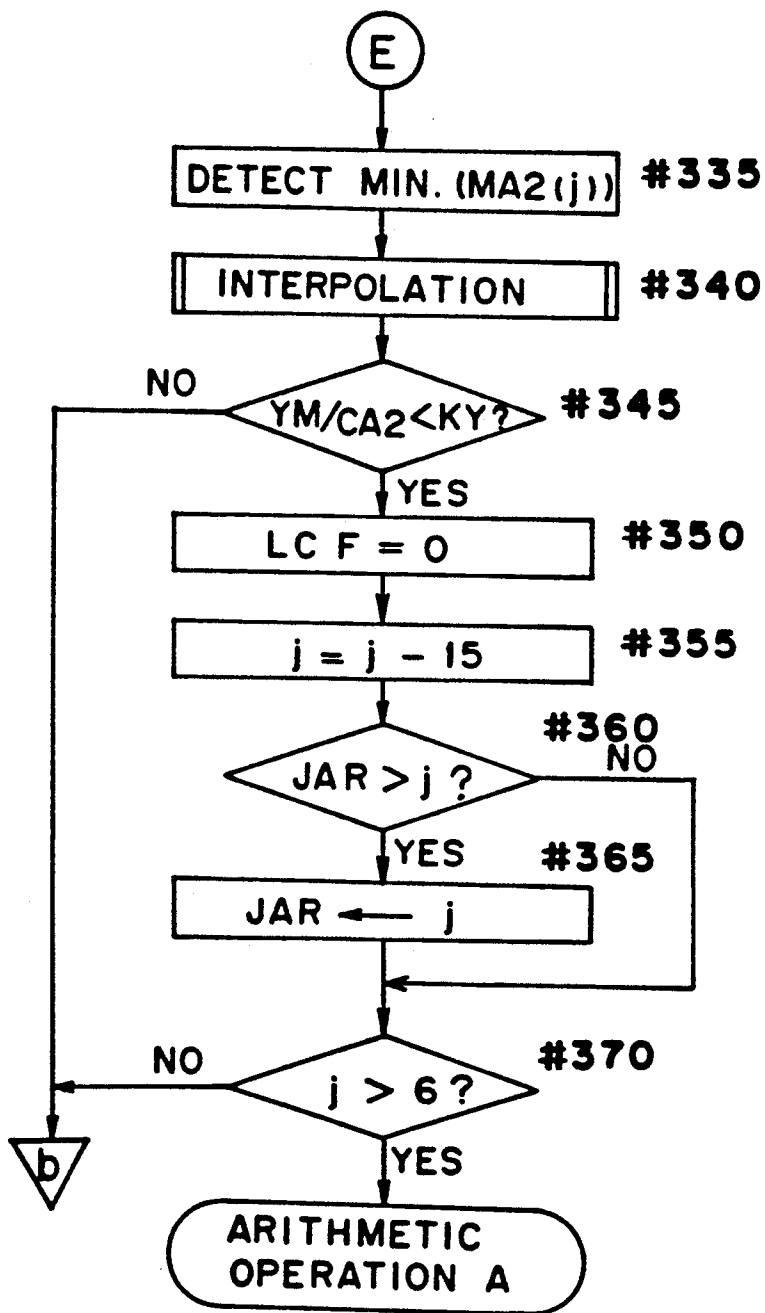 E
DETECT MIN. (MA2(j)) #335
INTERPOLATION #340
NO
YM/CA2<KY? #345
YES
LCF = 0 #350
j = j - 15 #355
#360
NO
JAR > j ?
YES #365
JAR ← j
NO #370
j > 6 ?
b YES
ARITHMETIC
OPERATION A